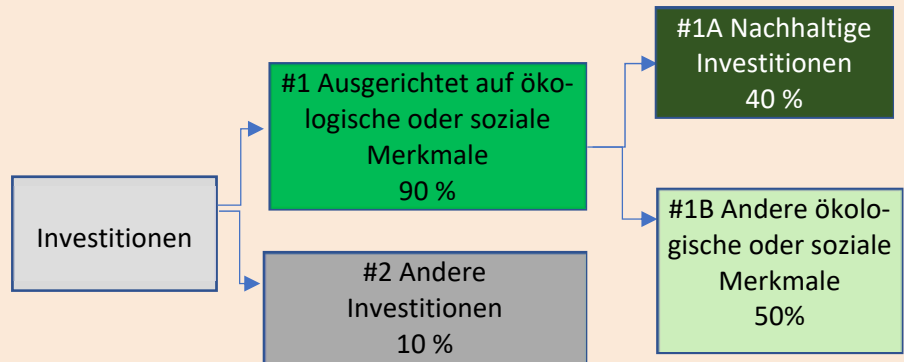 Investitionen
#1 Ausgerichtet auf öko-
logische oder soziale
Merkmale
90 %
#2 Andere
Investitionen
10 %
#1A Nachhaltige
Investitionen
40 %
#1B Andere ökolo-
gische oder soziale
Merkmale
50%